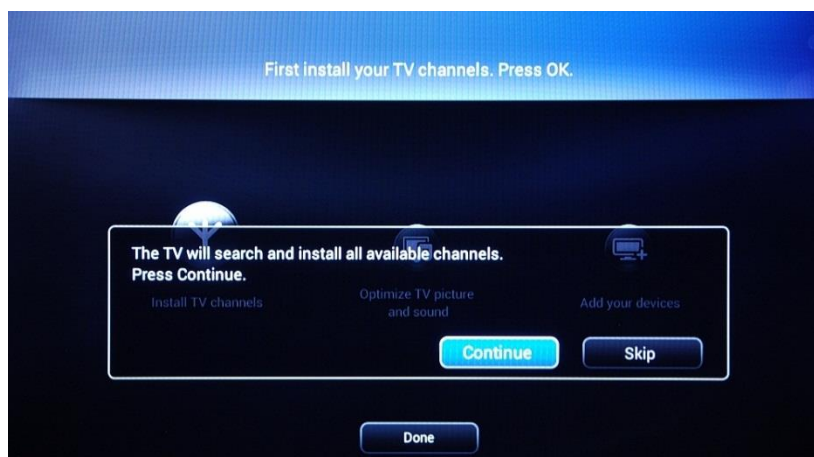 First install your TV channels. Press OK.
The TV will search and install all available channels.
Press Continue.
Install TV channels
Optimize TV picture
and sound
Add your devices
Continue
Skip
Done